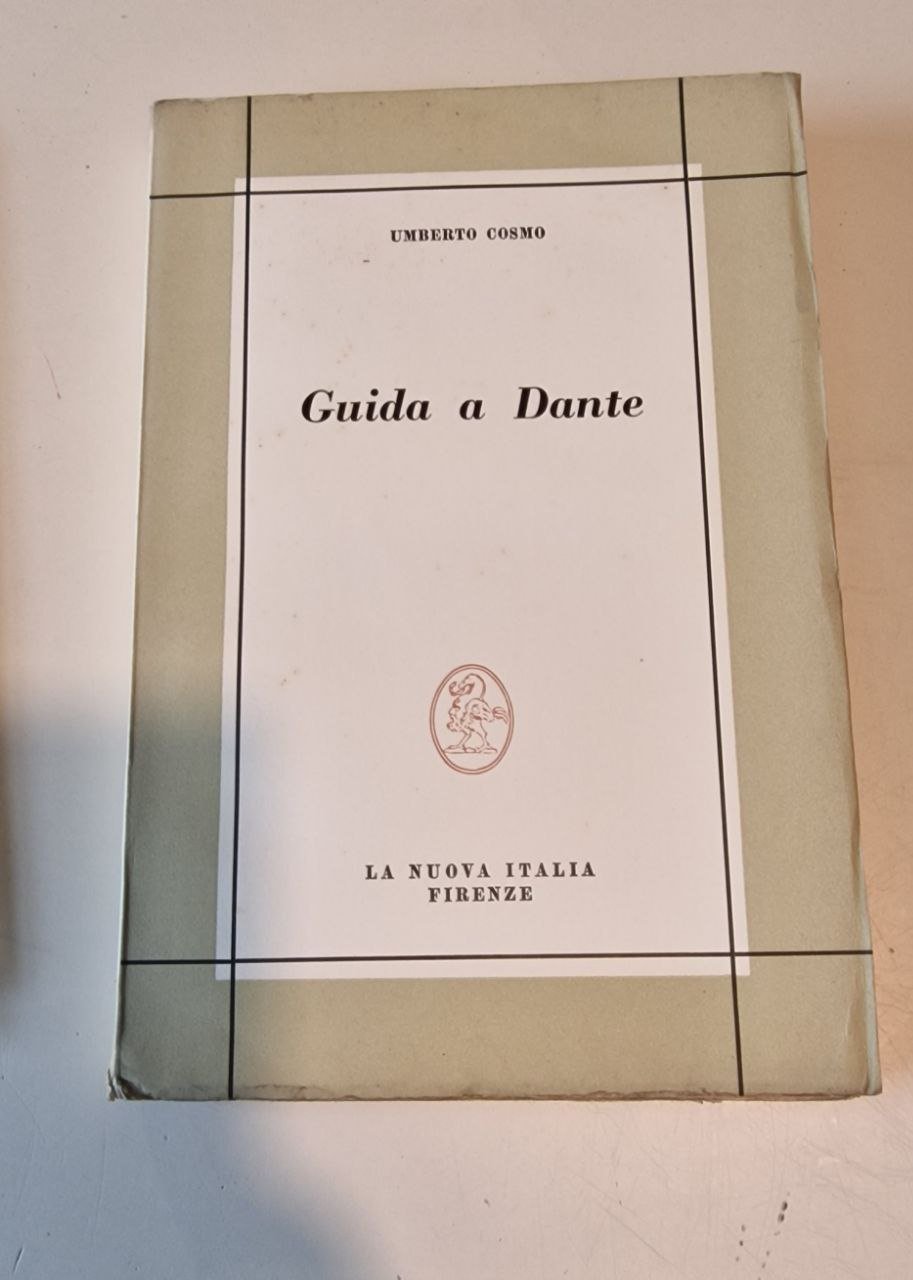 UMBERTO COSMO
Guida a Dante
LA NUOVA ITALIA
FIRENZE